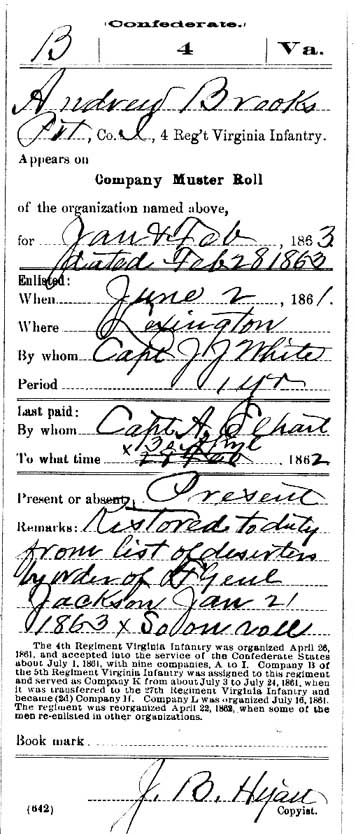 Confederate.
B 4 Va.
Andrew Brooks
Pvt, Co. I, 4 Reg't Virginia Infantry.
Appears on
Company Muster Roll
of the organization named above,
for Jan & Feb, 1863.
dated Feb 28 1863
Enlisted:
When June 2, 1861.
Where Lexington
By whom Capt J J White
Period 1 yr
Last paid:
By whom Capt A.
To what time x 1862
Present or absent, Present
Remarks: Restored to duty
from list of deserters
by order of Lt Genl
Jackson Jan 21
1863 x So on roll
The 4th Regiment Virginia Infantry was organized April 26,
1861, and accepted into the service of the Confederate States
about July 1, 1861, with nine companies, A to I. Company B of
the 5th Regiment Virginia Infantry was assigned to this regiment
and served as Company K from about July 3 to July 24, 1861, when
it was transferred to the 27th Regiment Virginia Infantry and
became (2d) Company H. Company L was organized July 16, 1861.
The regiment was reorganized April 22, 1862, when some of the
men re-enlisted in other organizations.
Book mark
J. B.
(642) Copyist.